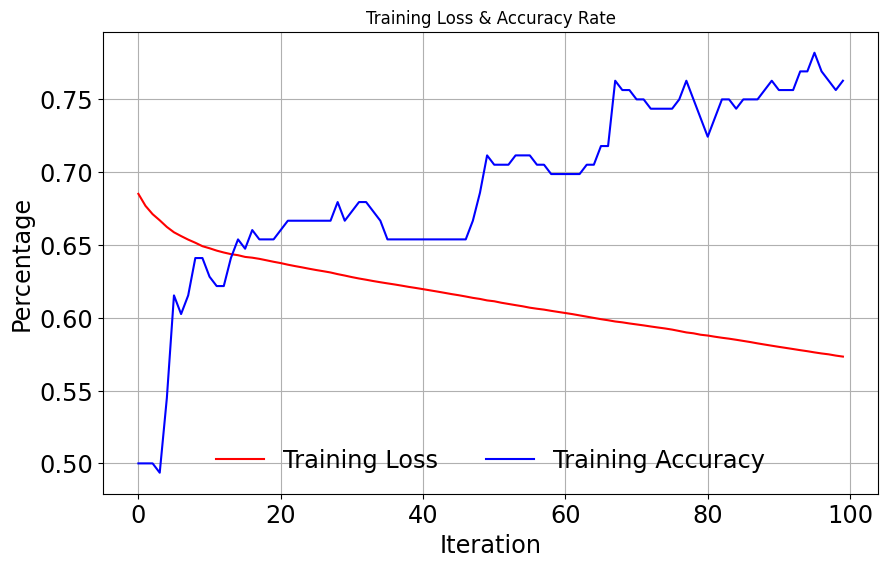 Training Loss & Accuracy Rate
Percentage
0.75
0.70
0.65
0.60
0.55
0.50
Training Loss
Training Accuracy
0 20 40 60 80 100
Iteration